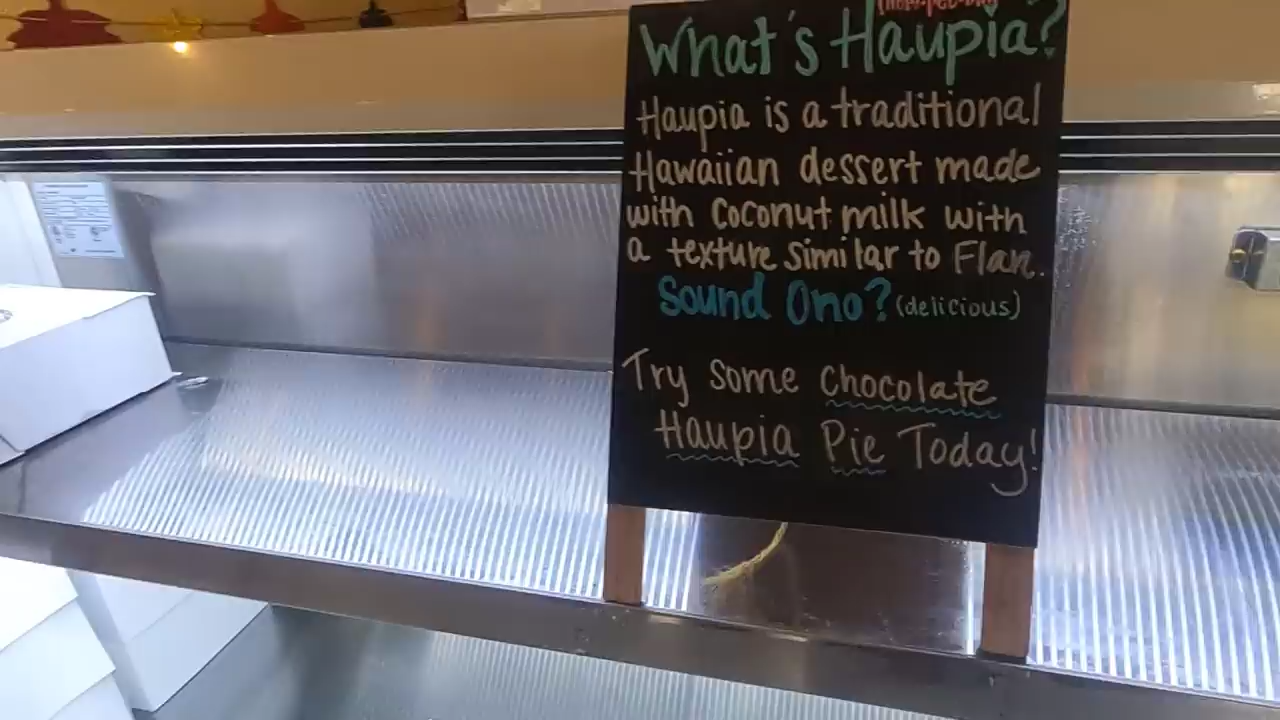 What's Haupia?
Haupia is a traditional
Hawaiian dessert made
with coconut milk with
a texture similar to Flan.
Sound Ono? (delicious)
Try some Chocolate
Haupia Pie Today!